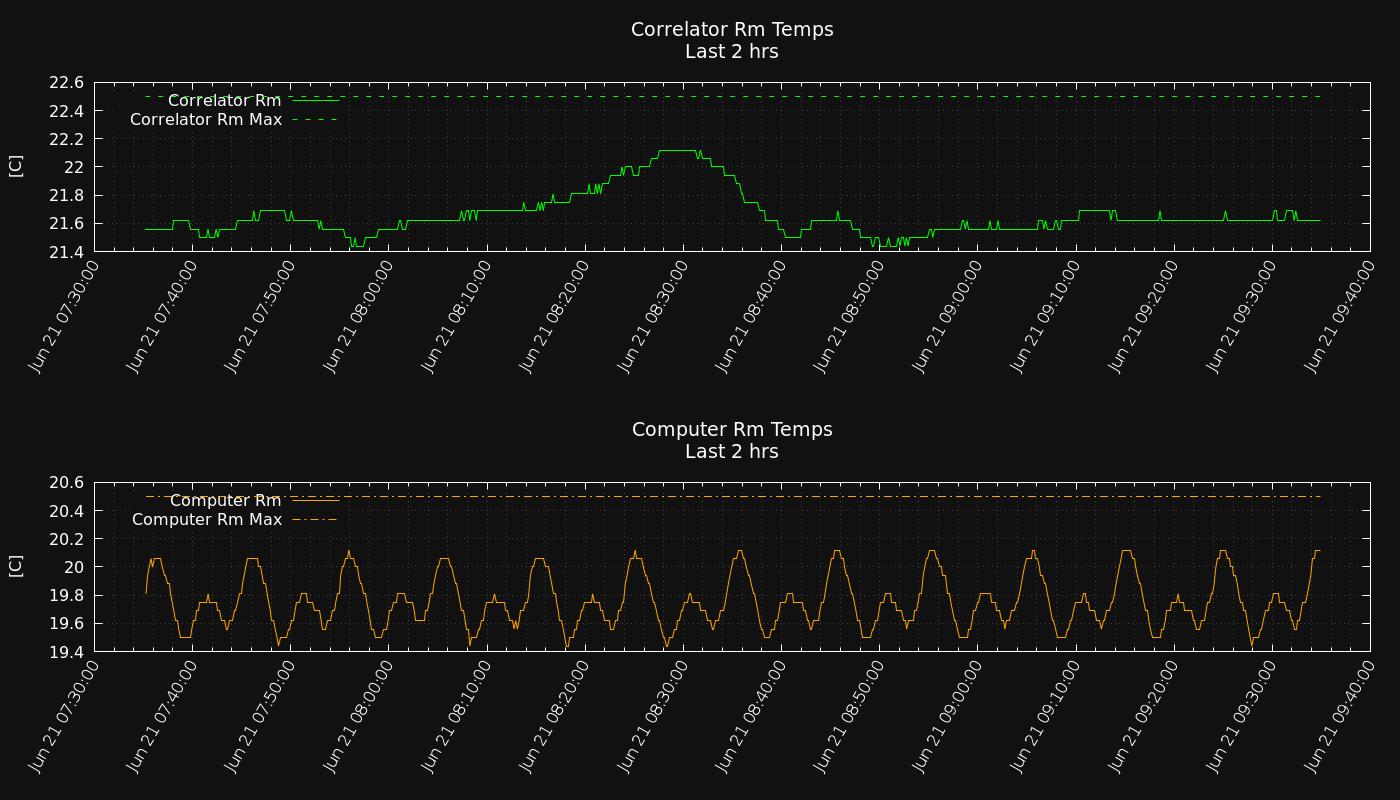 Correlator Rm Temps
Last 2 hrs
[C]
22.6
22.4
22.2
22
21.8
21.6
21.4
Correlator Rm
Correlator Rm Max
Jun 21 07:30:00
Jun 21 07:40:00
Jun 21 07:50:00
Jun 21 08:00:00
Jun 21 08:10:00
Jun 21 08:20:00
Jun 21 08:30:00
Jun 21 08:40:00
Jun 21 08:50:00
Jun 21 09:00:00
Jun 21 09:10:00
Jun 21 09:20:00
Jun 21 09:30:00
Jun 21 09:40:00
Computer Rm Temps
Last 2 hrs
[C]
20.6
20.4
20.2
20
19.8
19.6
19.4
Computer Rm
Computer Rm Max
Jun 21 07:30:00
Jun 21 07:40:00
Jun 21 07:50:00
Jun 21 08:00:00
Jun 21 08:10:00
Jun 21 08:20:00
Jun 21 08:30:00
Jun 21 08:40:00
Jun 21 08:50:00
Jun 21 09:00:00
Jun 21 09:10:00
Jun 21 09:20:00
Jun 21 09:30:00
Jun 21 09:40:00